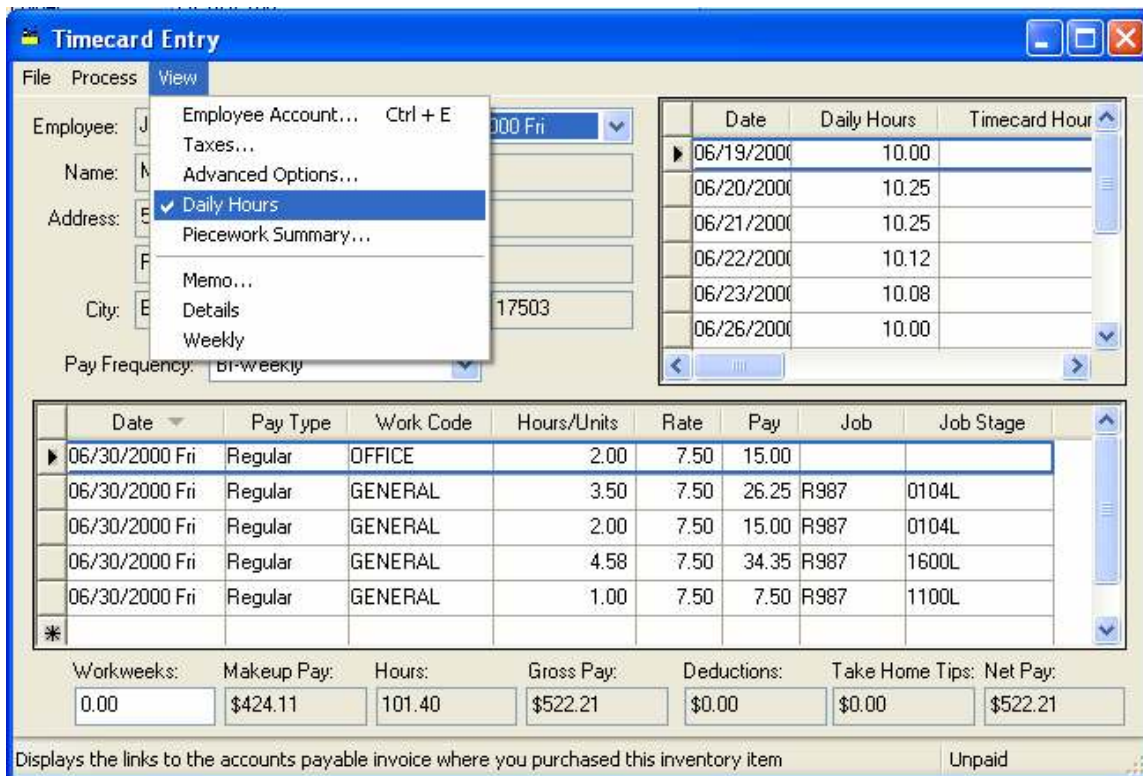 Timecard Entry
File Process View
Employee: J 000 Fri
Name: M
Address: 5
City: 17503
Pay Frequency: Bi-weekly
Employee Account... Ctrl + E
Taxes...
Advanced Options...
Daily Hours
Piecework Summary...
Memo...
Details
Weekly
Date Daily Hours Timecard Hour
06/19/2000 10.00
06/20/2000 10.25
06/21/2000 10.25
06/22/2000 10.12
06/23/2000 10.08
06/26/2000 10.00
Date Pay Type Work Code Hours/Units Rate Pay Job Job Stage
06/30/2000 Fri Regular OFFICE 2.00 7.50 15.00
06/30/2000 Fri Regular GENERAL 3.50 7.50 26.25 R987 0104L
06/30/2000 Fri Regular GENERAL 2.00 7.50 15.00 R987 0104L
06/30/2000 Fri Regular GENERAL 4.58 7.50 34.35 R987 1600L
06/30/2000 Fri Regular GENERAL 1.00 7.50 7.50 R987 1100L
Workweeks: Makeup Pay: Hours: Gross Pay: Deductions: Take Home Tips: Net Pay:
0.00 $424.11 101.40 $522.21 $0.00 $0.00 $522.21
Displays the links to the accounts payable invoice where you purchased this inventory item Unpaid